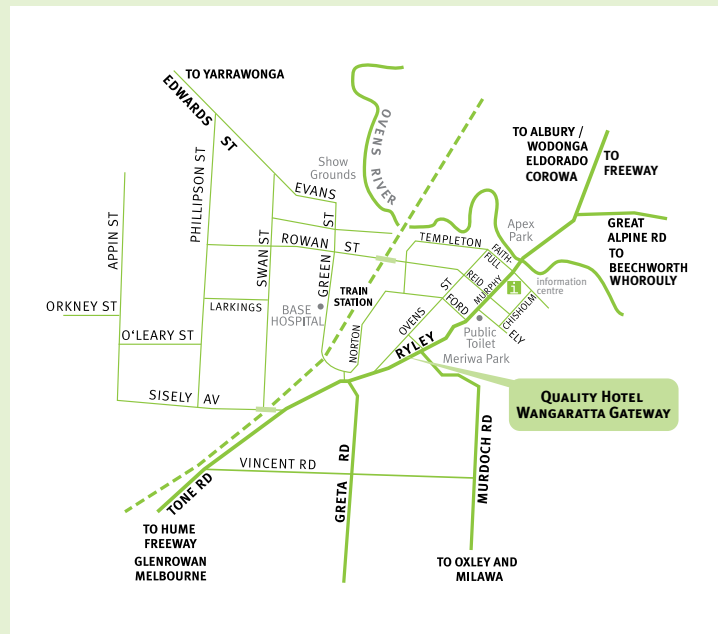 TO YARRAWONGA
EDWARDS ST
OVENS RIVER
TO ALBURY /
WODONGA
ELDORADO
COROWA
TO
FREEWAY
Show
Grounds
EVANS
ST
PHILLIPSON ST
APPIN ST
SWAN ST
ROWAN ST
GREEN
TEMPLETON
FAITH-
FULL
Apex
Park
GREAT
ALPINE RD
TO
BEECHWORTH
WHOROULY
REID
MURPHY
i
information
centre
CHISHOLM
ELY
ST
FORD
OVENS
TRAIN
STATION
ORKNEY ST
LARKINGS
BASE
HOSPITAL
O'LEARY ST
NORTON
RYLEY
Public
Toilet
Meriwa Park
SISELY AV
QUALITY HOTEL
WANGARATTA GATEWAY
VINCENT RD
TONE RD
GRETA RD
MURDOCH RD
TO HUME
FREEWAY
GLENROWAN
MELBOURNE
TO OXLEY AND
MILAWA